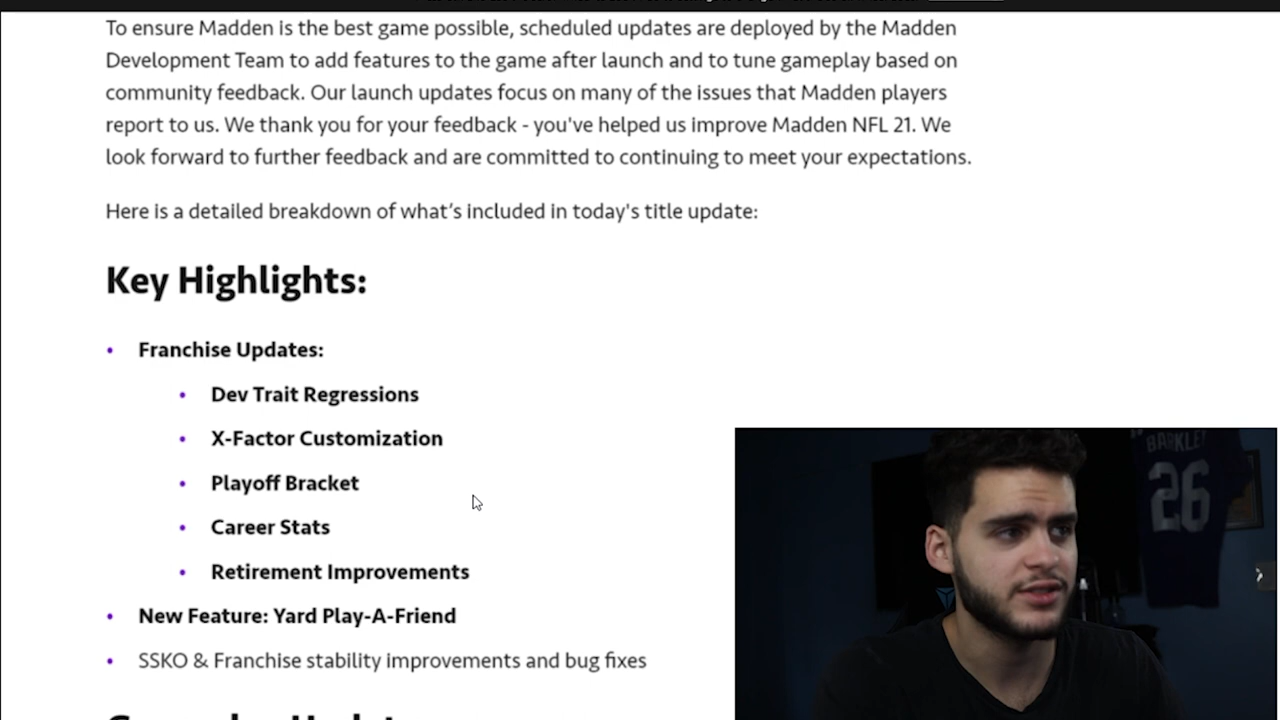 To ensure Madden is the best game possible, scheduled updates are deployed by the Madden
Development Team to add features to the game after launch and to tune gameplay based on
community feedback. Our launch updates focus on many of the issues that Madden players
report to us. We thank you for your feedback - you've helped us improve Madden NFL 21. We
look forward to further feedback and are committed to continuing to meet your expectations.
Here is a detailed breakdown of what's included in today's title update:
Key Highlights:
• Franchise Updates:
• Dev Trait Regressions
• X-Factor Customization
• Playoff Bracket
• Career Stats
• Retirement Improvements
• New Feature: Yard Play-A-Friend
• SSKO & Franchise stability improvements and bug fixes
BARKLEY
26